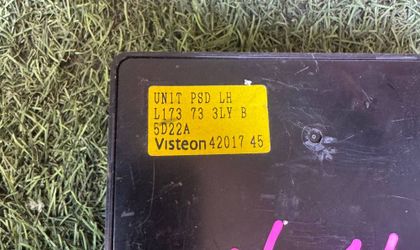 UNIT PSD LH
L173 73 3LY B
5D22A
Visteon 42017 45